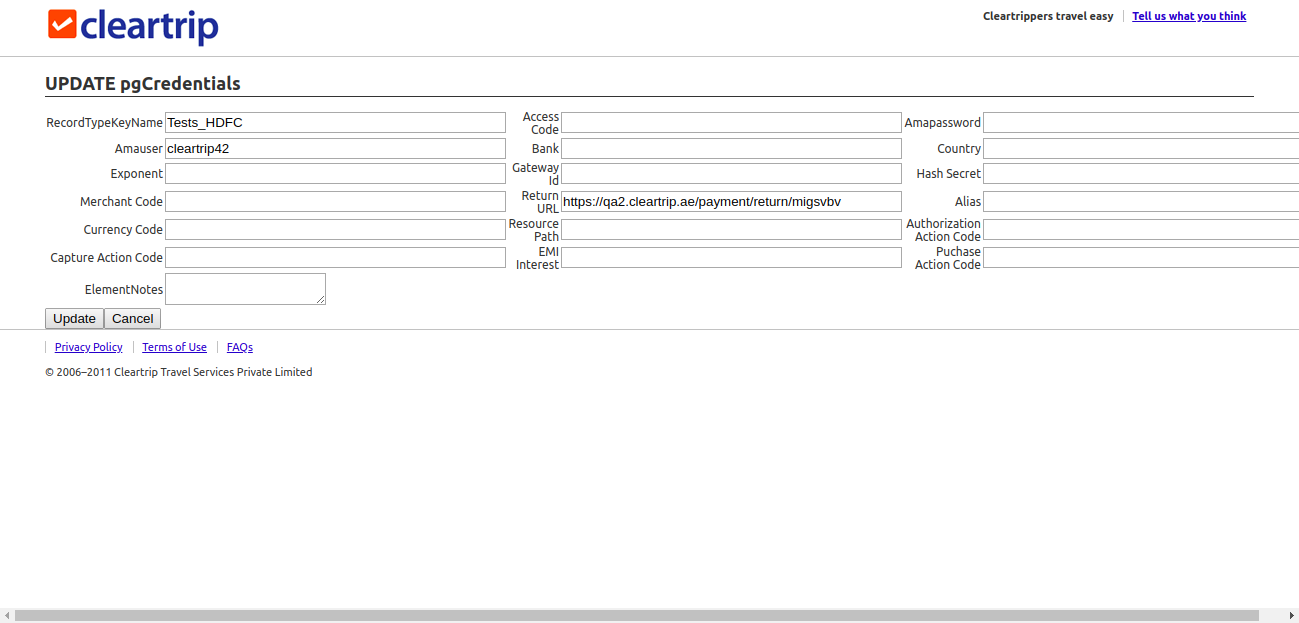 cleartrip
Cleartrippers travel easy Tell us what you think
UPDATE pgCredentials
RecordTypeKeyName Tests_HDFC Access Code Amapassword
Amauser cleartrip42 Bank Country
Exponent Gateway Id Hash Secret
Merchant Code Return URL https://qa2.cleartrip.ae/payment/return/migsvbv Alias
Currency Code Resource Path Authorization Action Code
Capture Action Code EMI Interest Puchase Action Code
ElementNotes
Update Cancel
Privacy Policy Terms of Use FAQs
© 2006–2011 Cleartrip Travel Services Private Limited